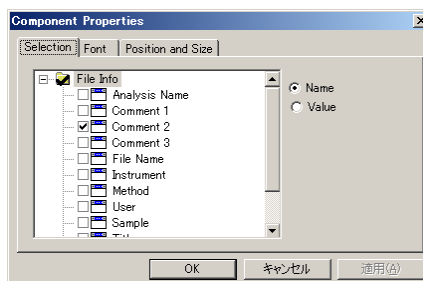 Component Properties
Selection Font Position and Size
File Info
Analysis Name
Comment 1
Comment 2
Comment 3
File Name
Instrument
Method
User
Sample
Name
Value
OK キャンセル 適用(A)